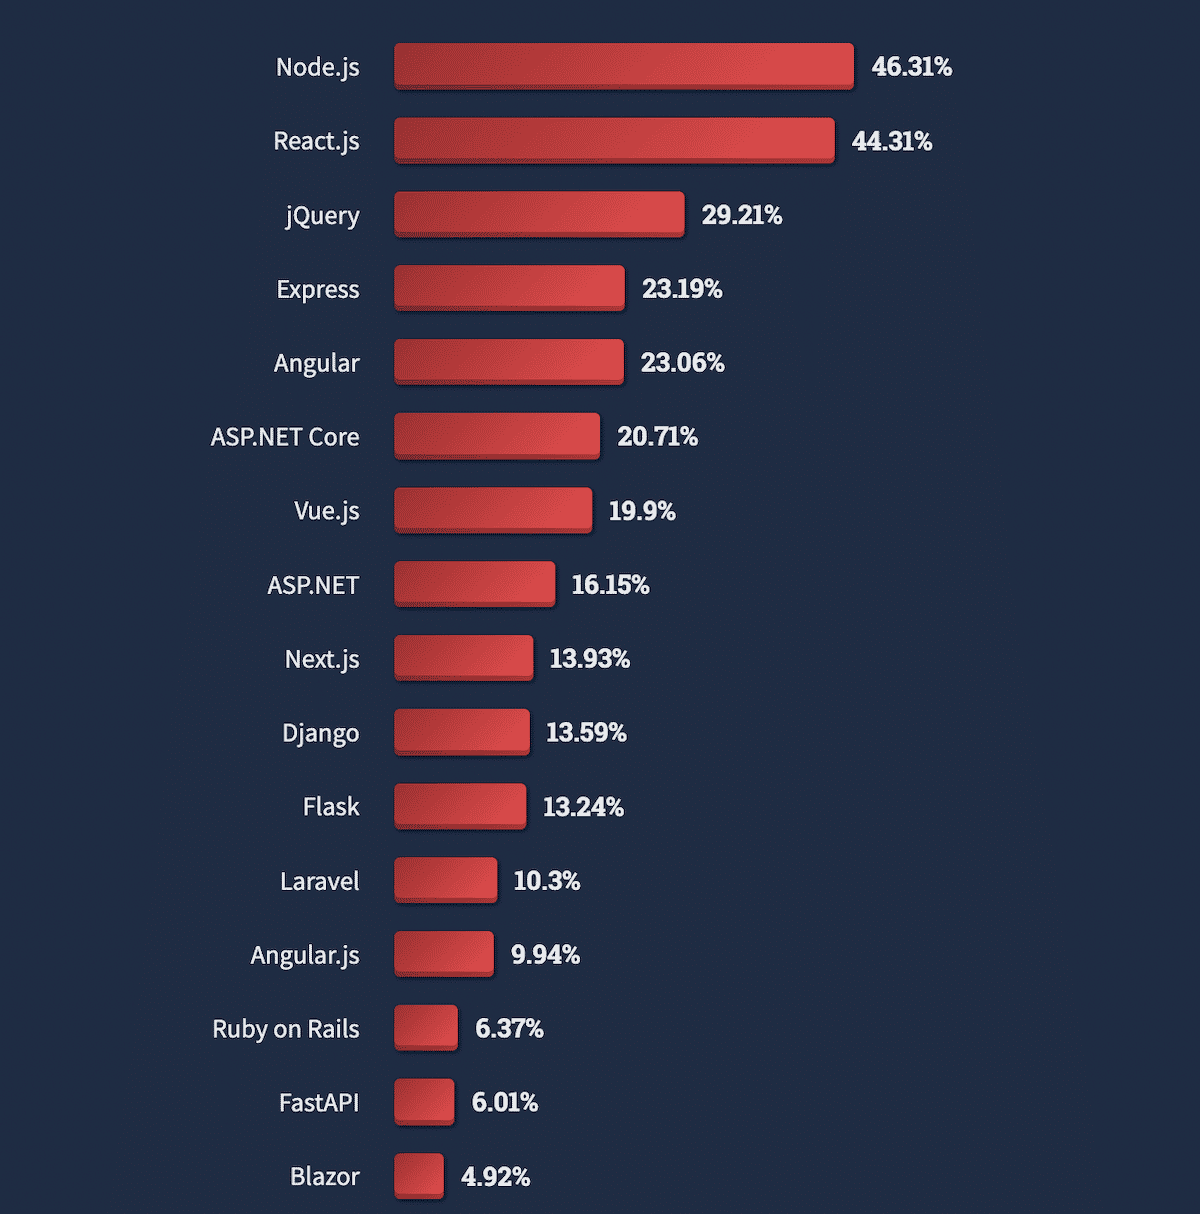 Node.js 46.31%
React.js 44.31%
jQuery 29.21%
Express 23.19%
Angular 23.06%
ASP.NET Core 20.71%
Vue.js 19.9%
ASP.NET 16.15%
Next.js 13.93%
Django 13.59%
Flask 13.24%
Laravel 10.3%
Angular.js 9.94%
Ruby on Rails 6.37%
FastAPI 6.01%
Blazor 4.92%